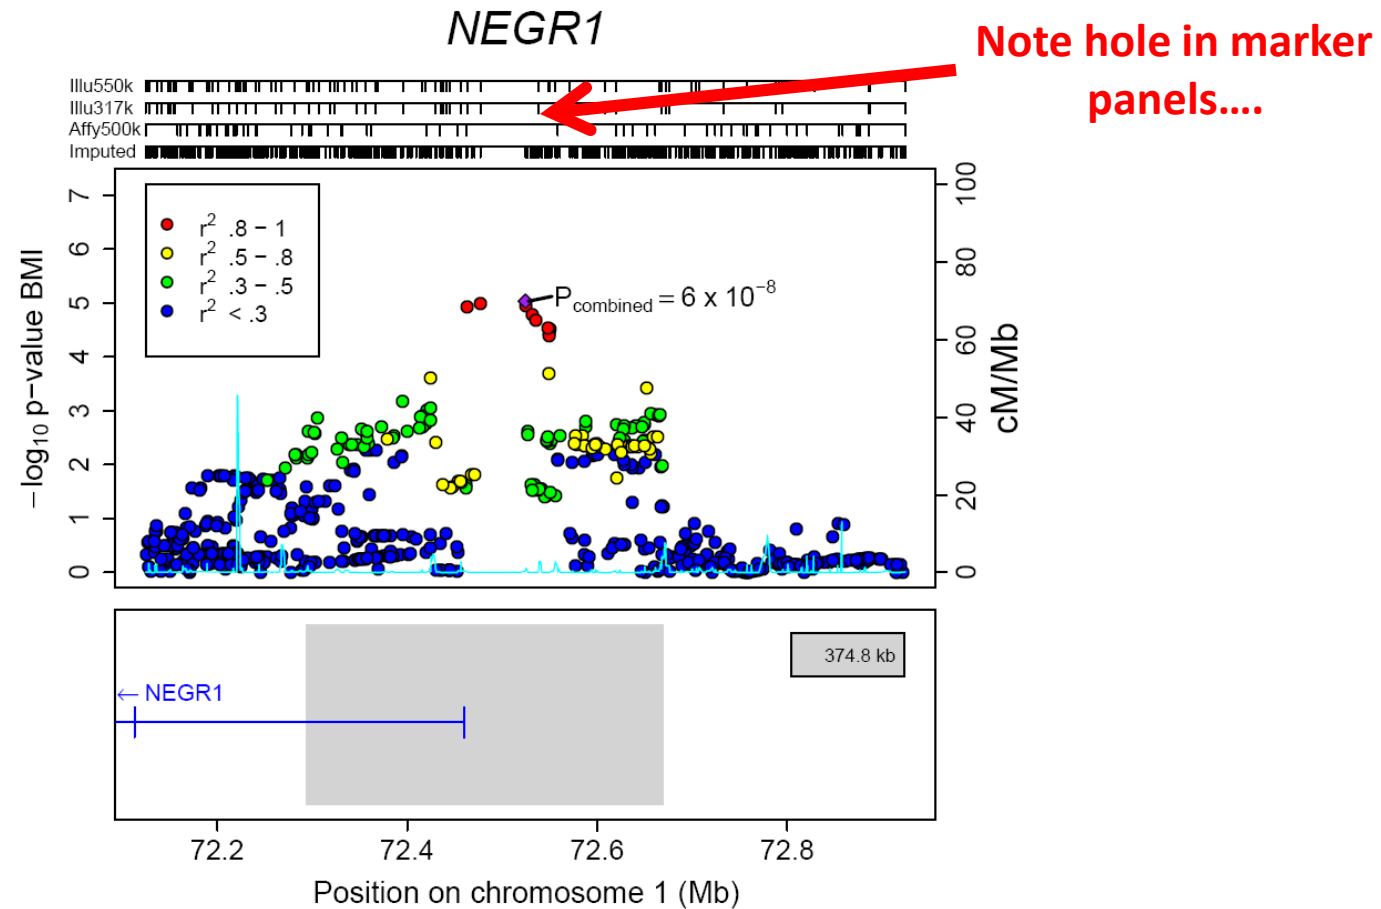 NEGR1
Note hole in marker
panels....
Illu550k
Illu317k
Affy500k
Imputed
7
6
5
4
3
2
1
0
−log10 p−value BMI
r2 .8 − 1
r2 .5 − .8
r2 .3 − .5
r2 < .3
Pcombined = 6 x 10−8
100
80
60
40
20
0
cM/Mb
374.8 kb
← NEGR1
72.2 72.4 72.6 72.8
Position on chromosome 1 (Mb)